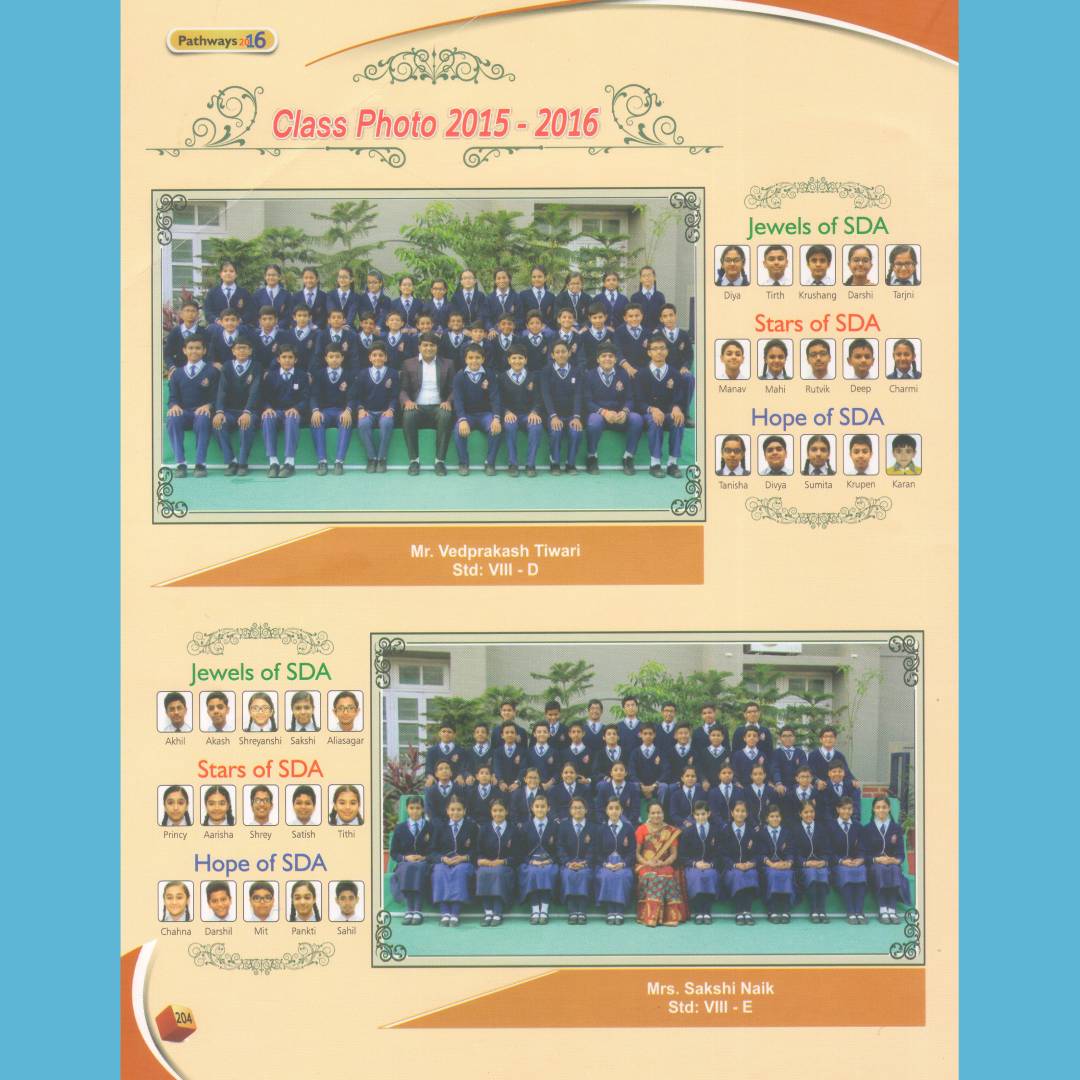 Pathways 2016
Class Photo 2015 - 2016
Jewels of SDA
Diya Tirth Krushang Darshi Tarjni
Stars of SDA
Manav Mahi Rutvik Deep Charmi
Hope of SDA
Tanisha Divya Sumita Krupen Karan
Mr. Vedprakash Tiwari
Std: VIII - D
Jewels of SDA
Akhil Akash Shreyanshi Sakshi Aliasagar
Stars of SDA
Princy Aarisha Shrey Satish Tithi
Hope of SDA
Chahna Darshil Mit Pankti Sahil
Mrs. Sakshi Naik
Std: VIII - E
204